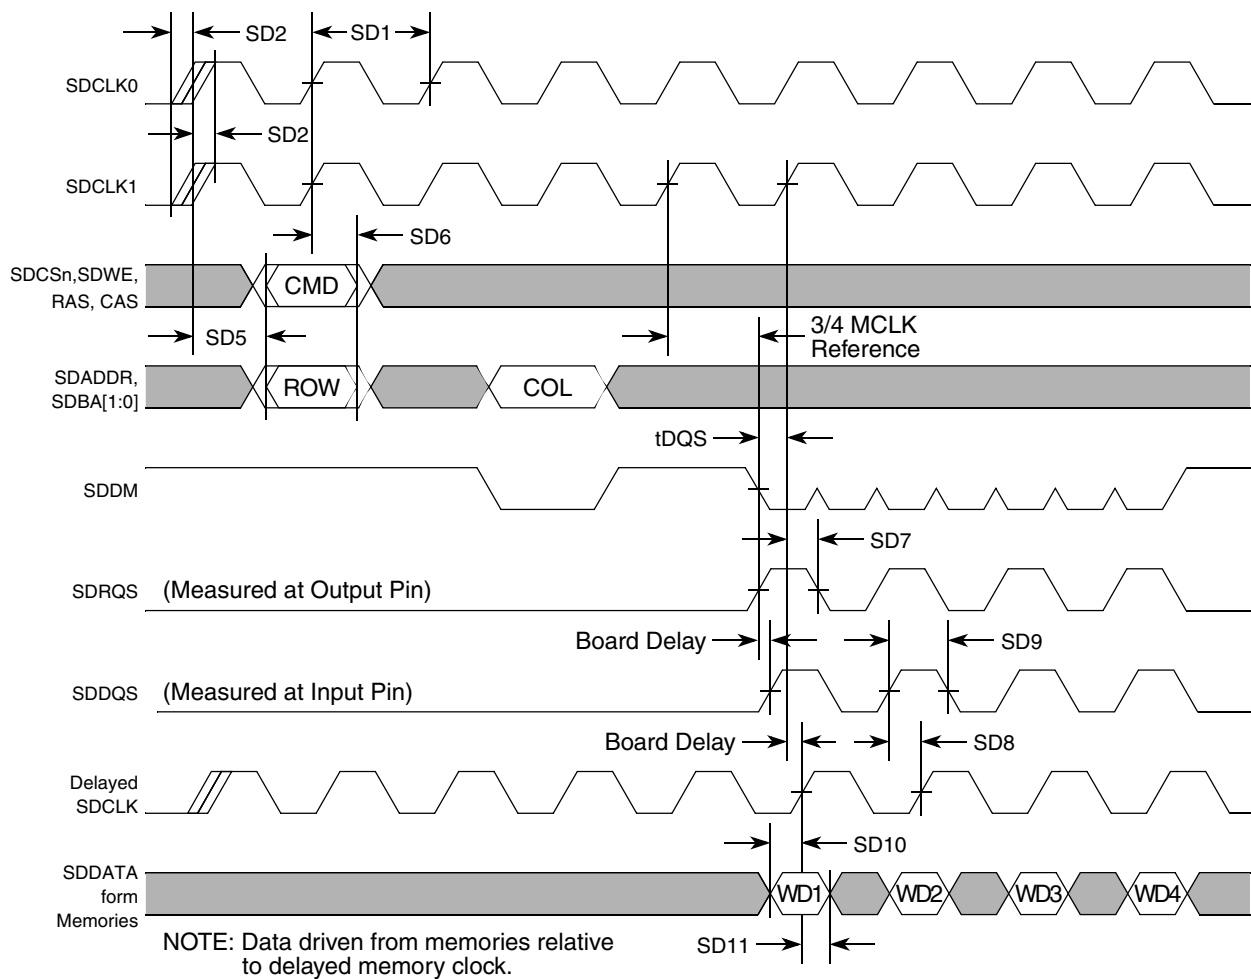 SD2
SD1
SDCLK0
SD2
SDCLK1
SD6
SDCSn,SDWE,
RAS, CAS
CMD
SD5
3/4 MCLK
Reference
SDADDR,
SDBA[1:0]
ROW
COL
tDQS
SDDM
SD7
SDRQS
(Measured at Output Pin)
Board Delay
SD9
SDDQS
(Measured at Input Pin)
Board Delay
SD8
Delayed
SDCLK
SD10
SDDATA
form
Memories
WD1
WD2
WD3
WD4
SD11
NOTE: Data driven from memories relative
to delayed memory clock.